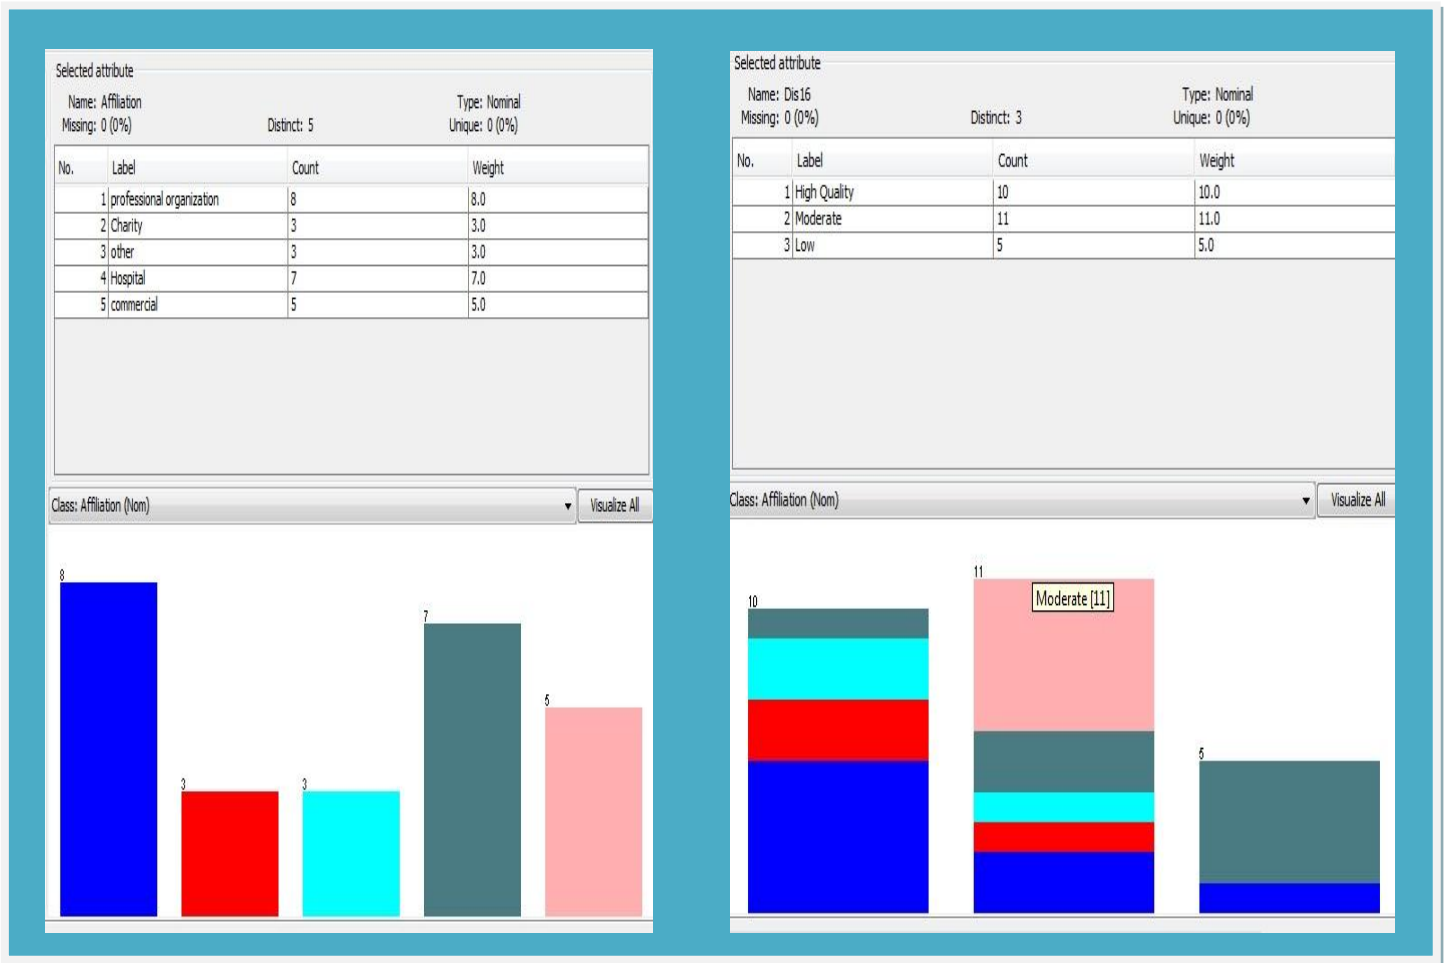 Selected attribute
Name: Affiliation Type: Nominal
Missing: 0 (0%) Distinct: 5 Unique: 0 (0%)
No. Label Count Weight
1 professional organization 8 8.0
2 Charity 3 3.0
3 other 3 3.0
4 Hospital 7 7.0
5 commercial 5 5.0
Class: Affiliation (Nom) Visualize All
8
3
3
7
5
Selected attribute
Name: Dis16 Type: Nominal
Missing: 0 (0%) Distinct: 3 Unique: 0 (0%)
No. Label Count Weight
1 High Quality 10 10.0
2 Moderate 11 11.0
3 Low 5 5.0
Class: Affiliation (Nom) Visualize All
10
11
Moderate [11]
5